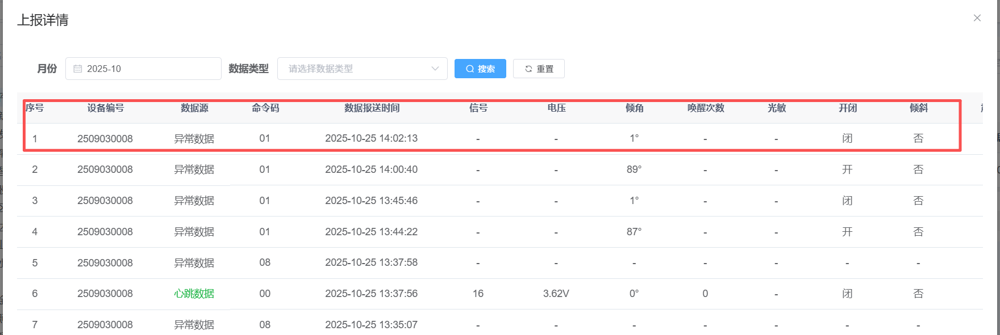 上报详情
月份 2025-10 数据类型 请选择数据类型 搜索 重置
序号 设备编号 数据源 命令码 数据报送时间 信号 电压 倾角 唤醒次数 光敏 开闭 倾斜
1 2509030008 异常数据 01 2025-10-25 14:02:13 - - 1° - - 闭 否
2 2509030008 异常数据 01 2025-10-25 14:00:40 - - 89° - - 开 否
3 2509030008 异常数据 01 2025-10-25 13:45:46 - - 1° - - 闭 否
4 2509030008 异常数据 01 2025-10-25 13:44:22 - - 87° - - 开 否
5 2509030008 异常数据 08 2025-10-25 13:37:58 - - - - - - -
6 2509030008 心跳数据 00 2025-10-25 13:37:56 16 3.62V 0° 0 - 闭 否
7 2509030008 异常数据 08 2025-10-25 13:35:07 - - - - - - -